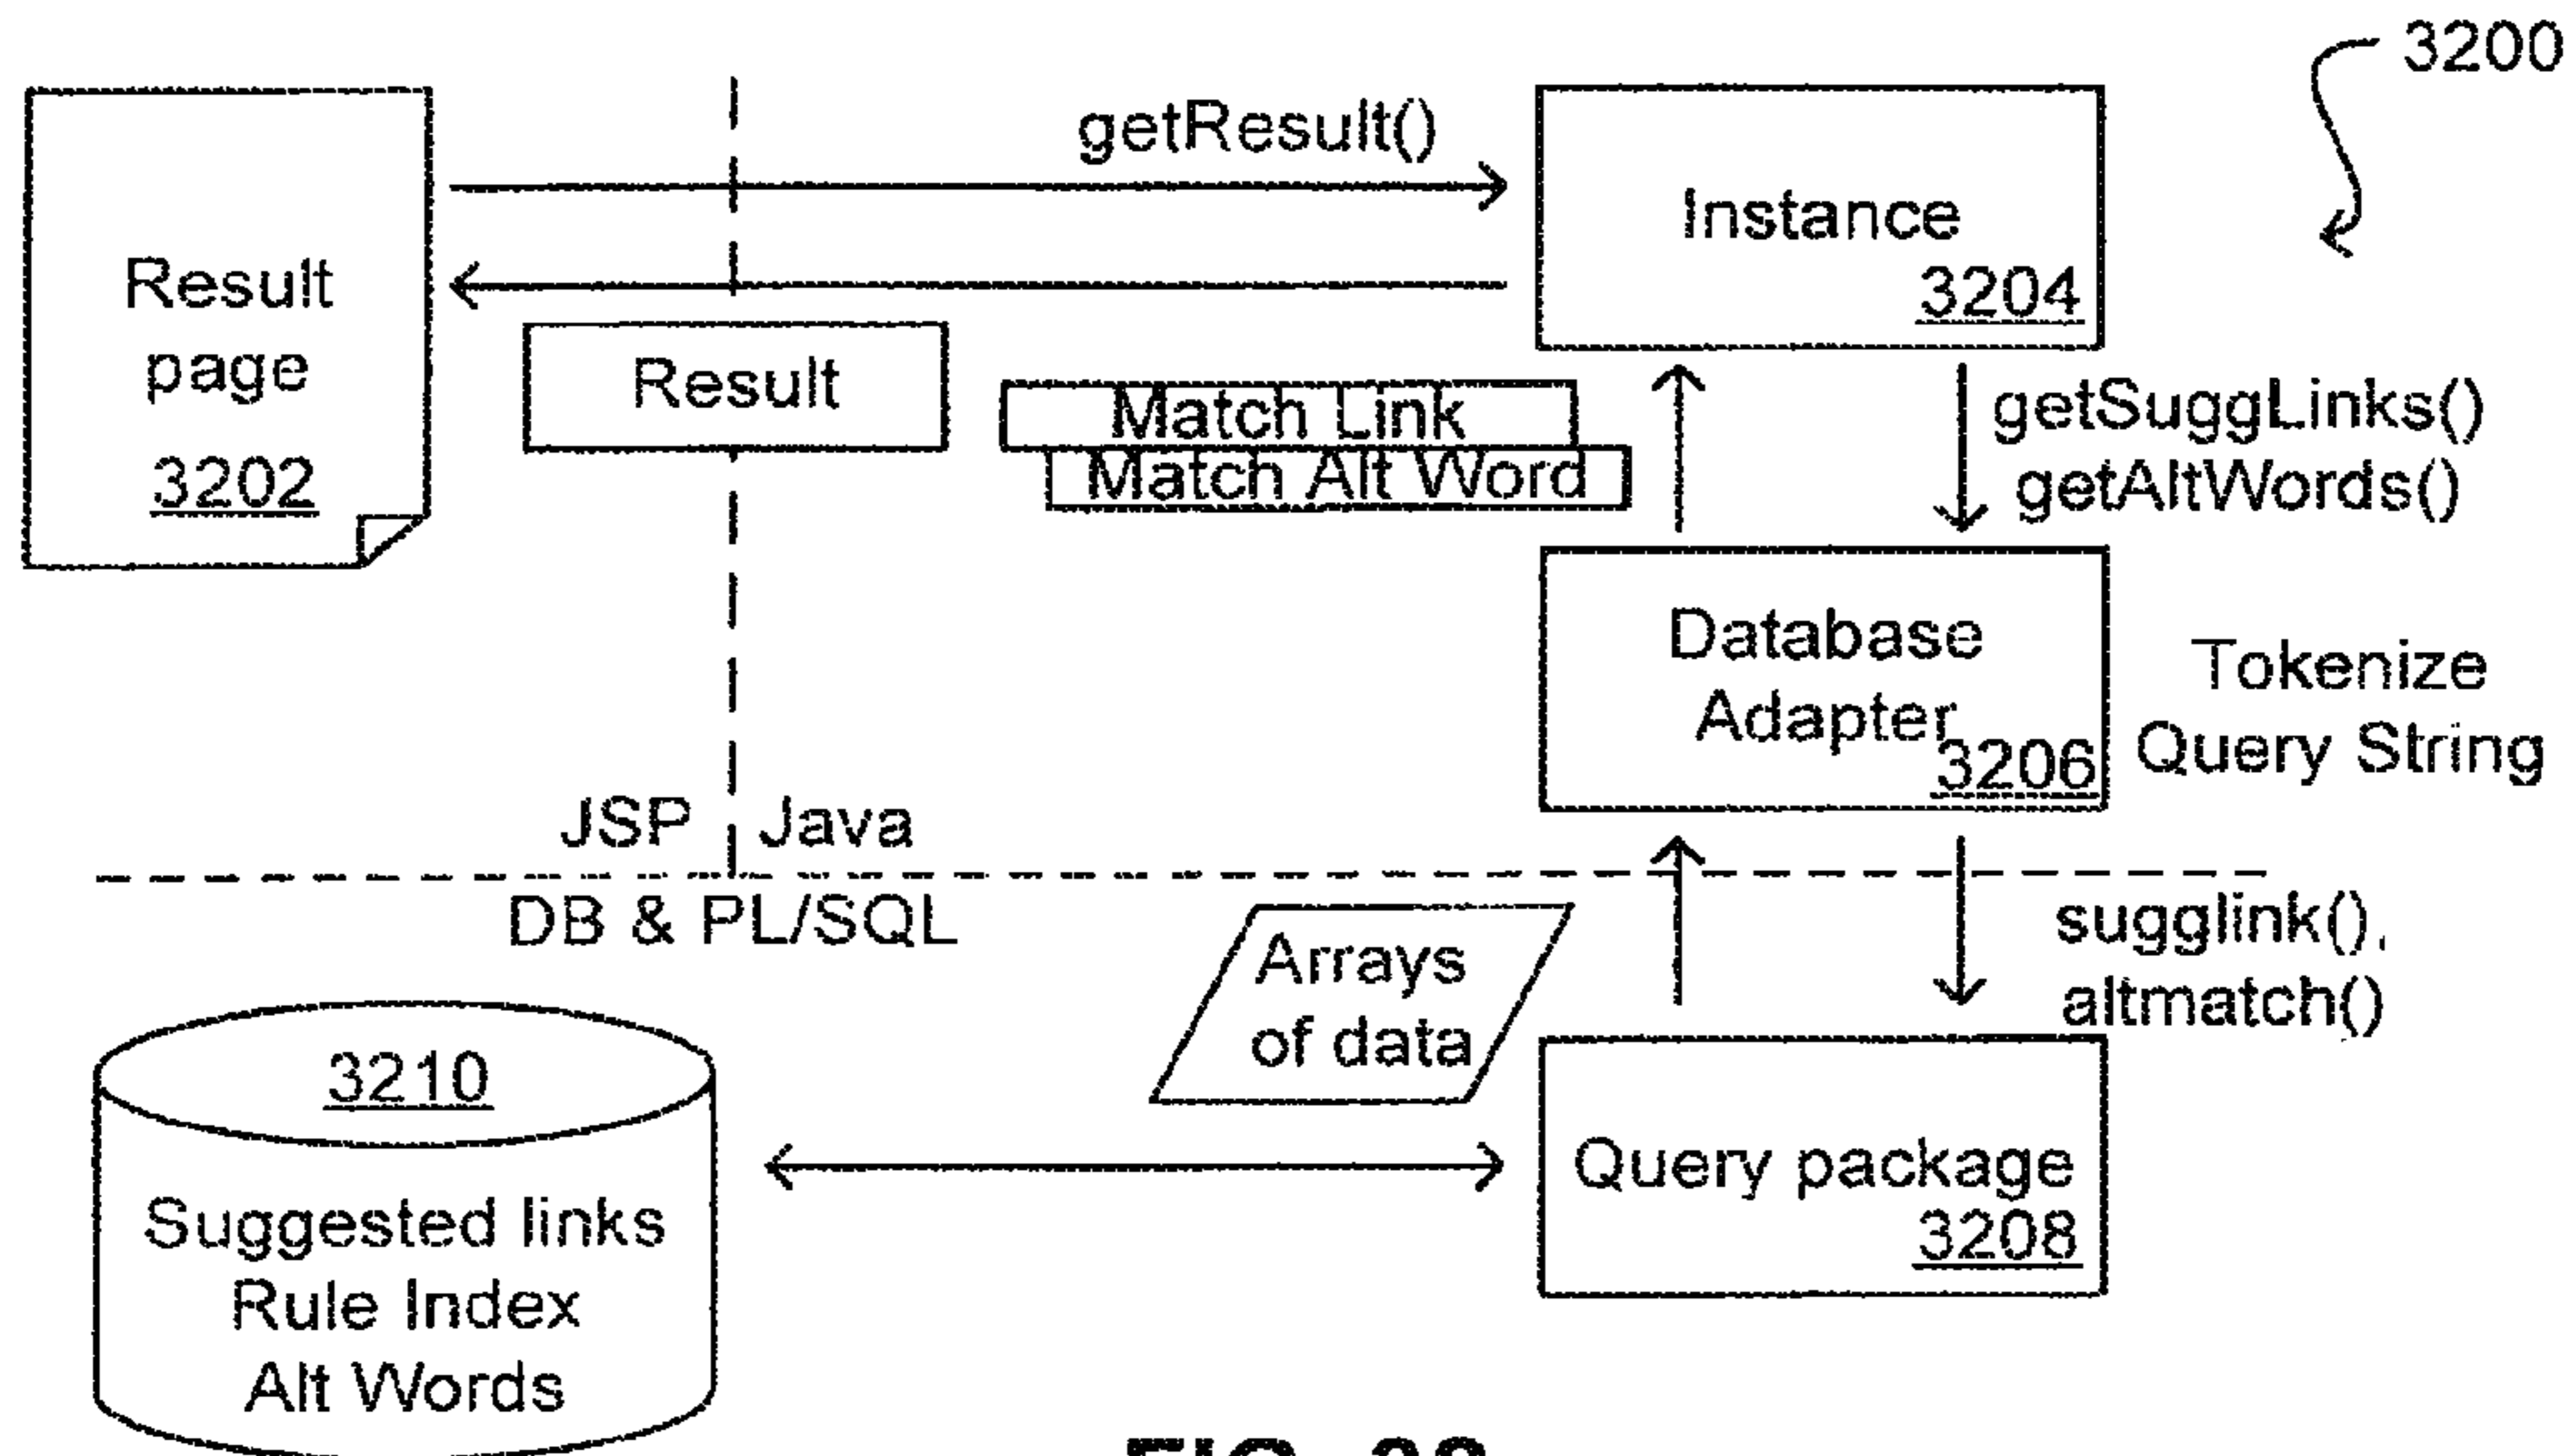 3200
getResult()
Result
page
3202
Instance
3204
Result
Match Link
Match Alt Word
getSuggLinks()
getAltWords()
Database
Adapter
3206
Tokenize
Query String
JSP
Java
DB & PL/SQL
sugglink(),
altmatch()
Arrays
of data
3210
Suggested links
Rule Index
Alt Words
Query package
3208